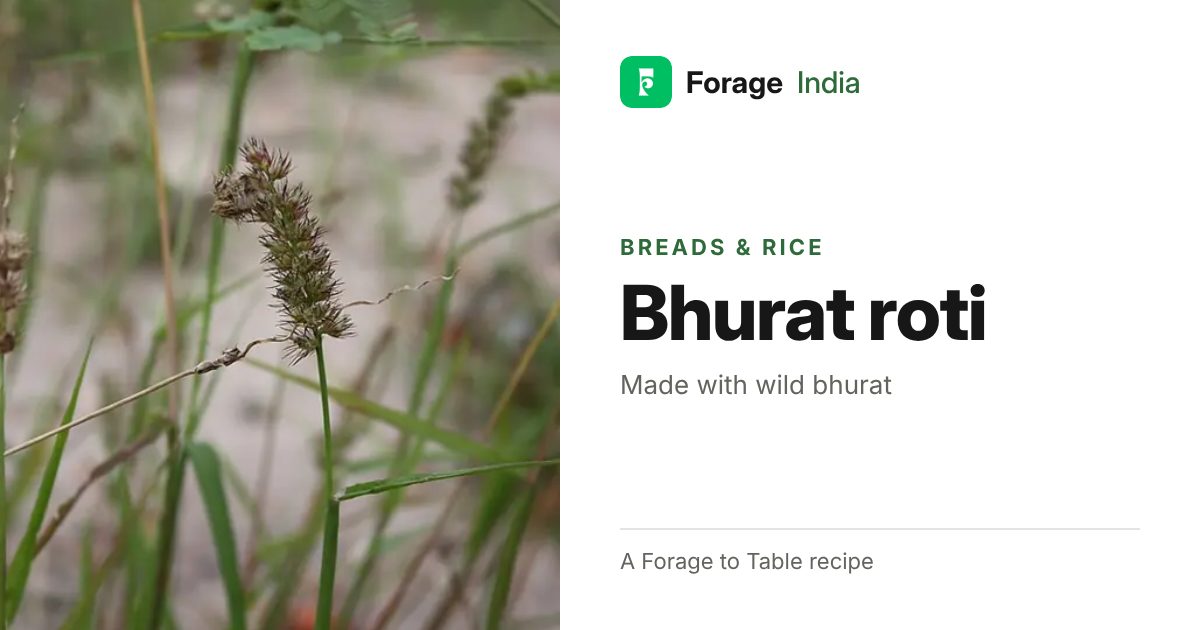 Forage India
BREADS & RICE
Bhurat roti
Made with wild bhurat
A Forage to Table recipe